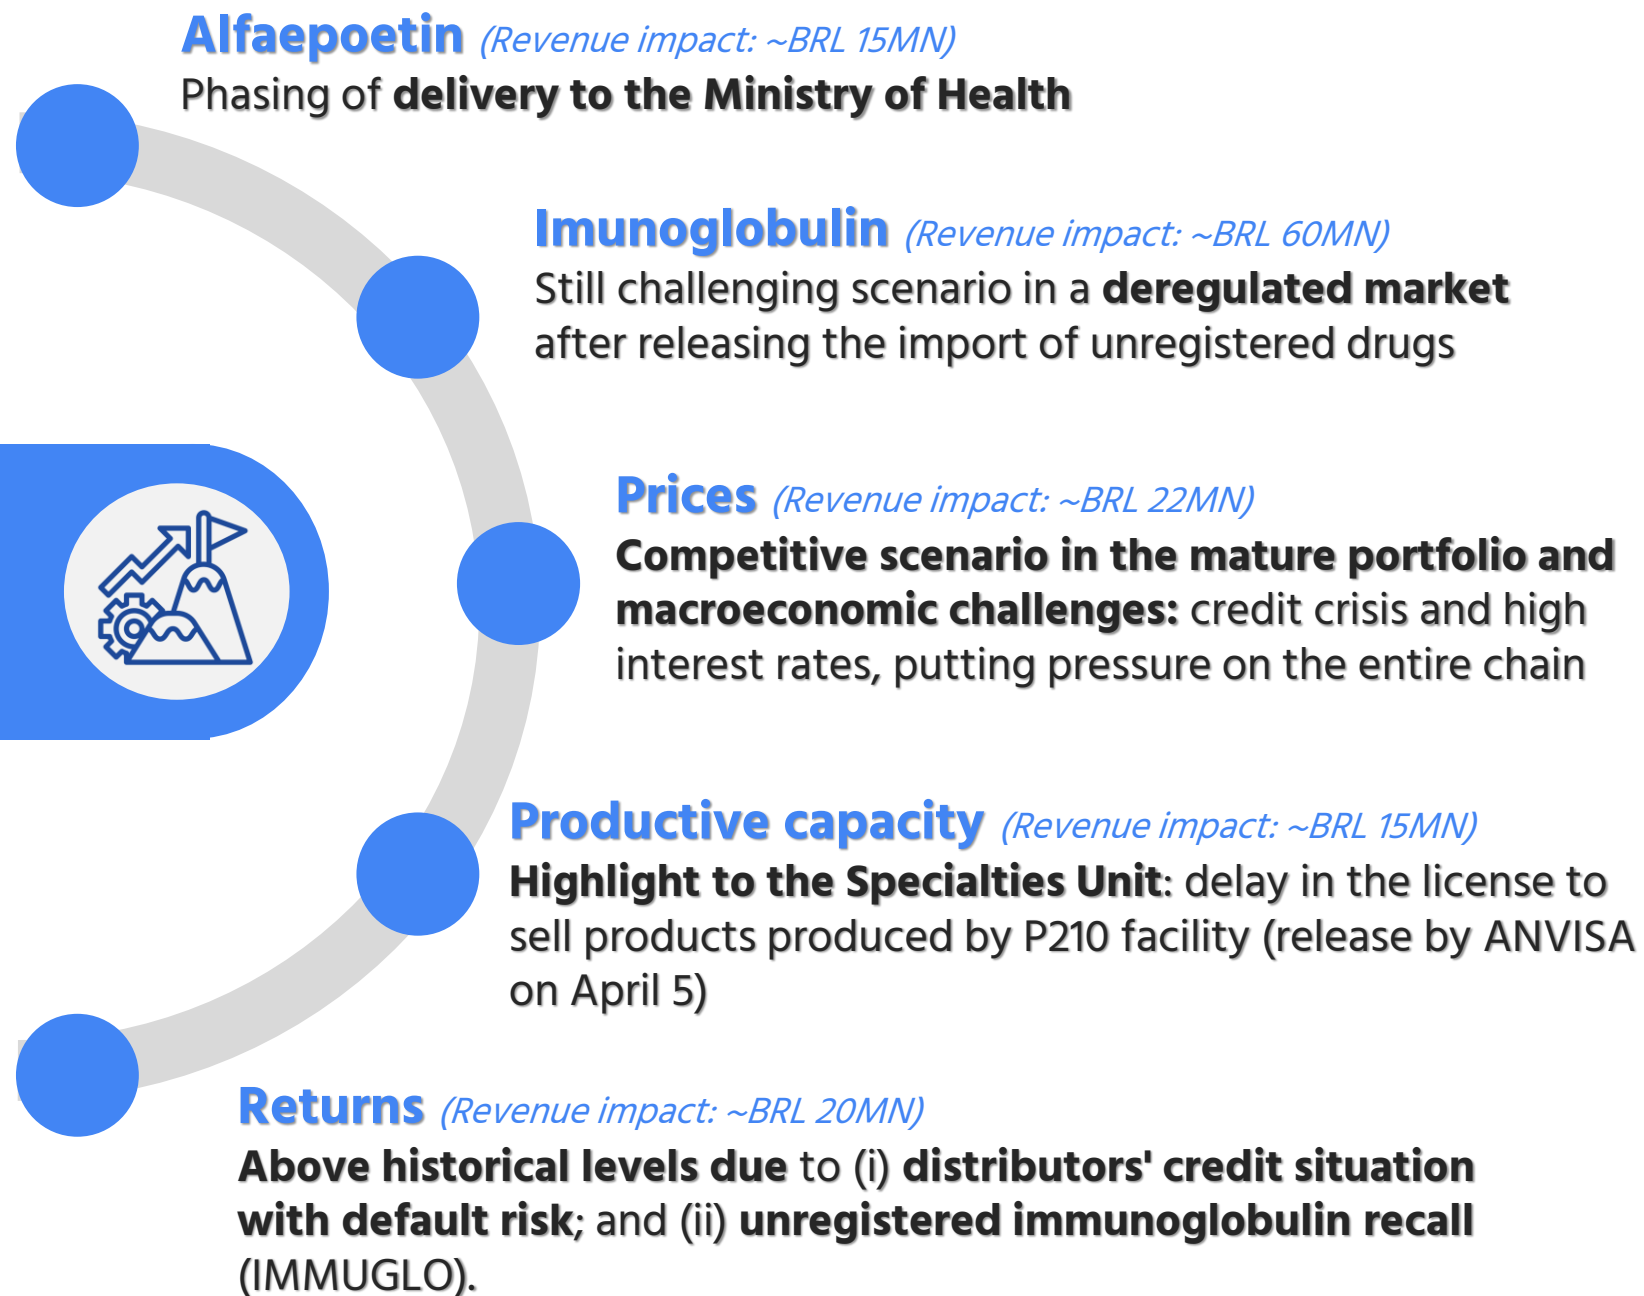 Alfaepoetin (Revenue impact: ~BRL 15MN)
Phasing of delivery to the Ministry of Health
Imunoglobulin (Revenue impact: ~BRL 60MN)
Still challenging scenario in a deregulated market
after releasing the import of unregistered drugs
Prices (Revenue impact: ~BRL 22MN)
Competitive scenario in the mature portfolio and
macroeconomic challenges: credit crisis and high
interest rates, putting pressure on the entire chain
Productive capacity (Revenue impact: ~BRL 15MN)
Highlight to the Specialties Unit: delay in the license to
sell products produced by P210 facility (release by ANVISA
on April 5)
Returns (Revenue impact: ~BRL 20MN)
Above historical levels due to (i) distributors' credit situation
with default risk; and (ii) unregistered immunoglobulin recall
(IMMUGLO).